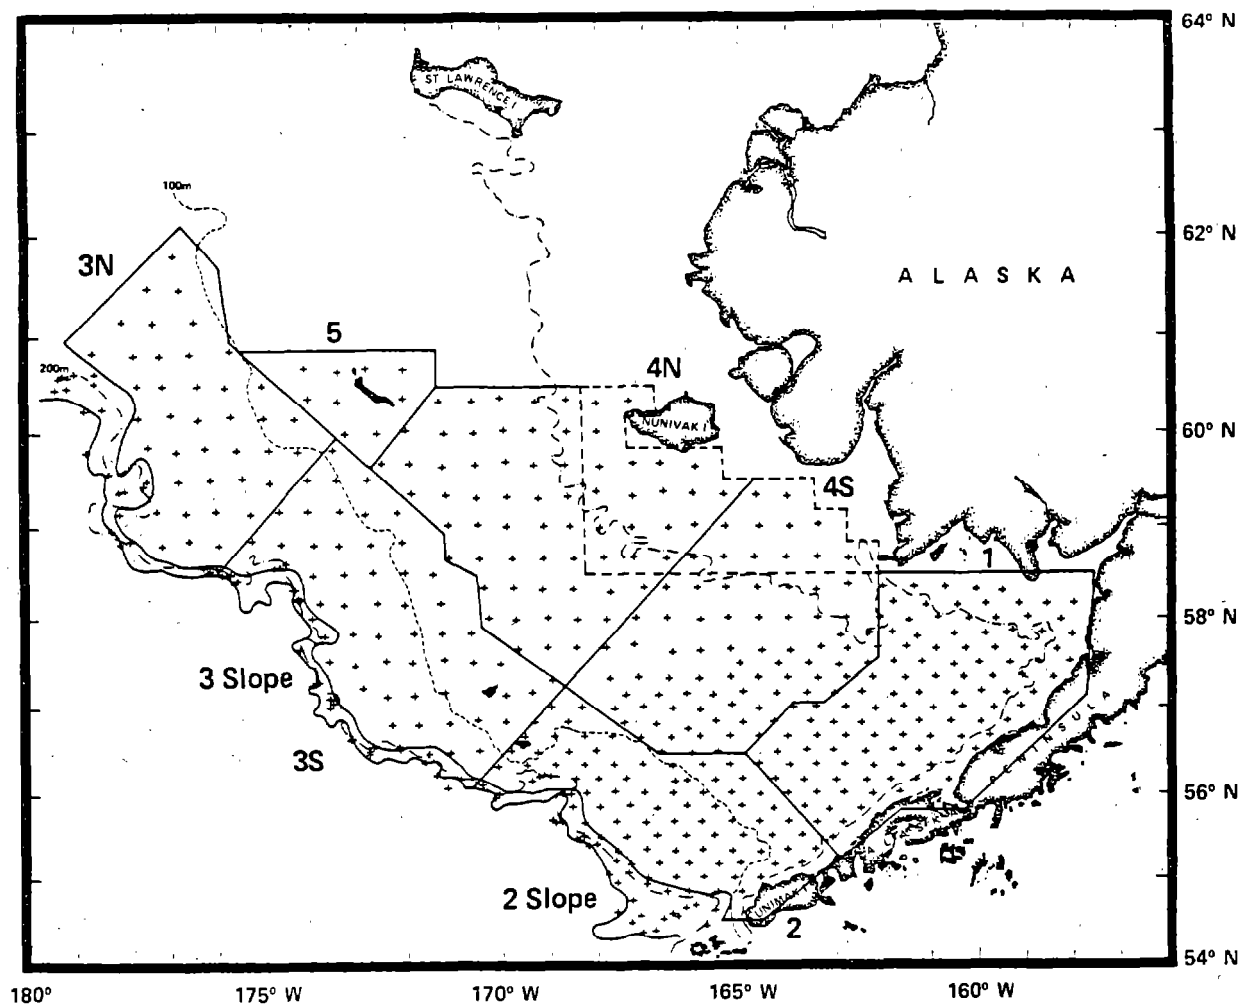 64° N
ST LAWRENCE I
100m
62° N
3N
ALASKA
5
4N
200m
60° N
NUNIVAK I
4S
1
58° N
3 Slope
3S
56° N
2 Slope
UNIMAK I
2
54° N
180°
175° W
170° W
165° W
160° W